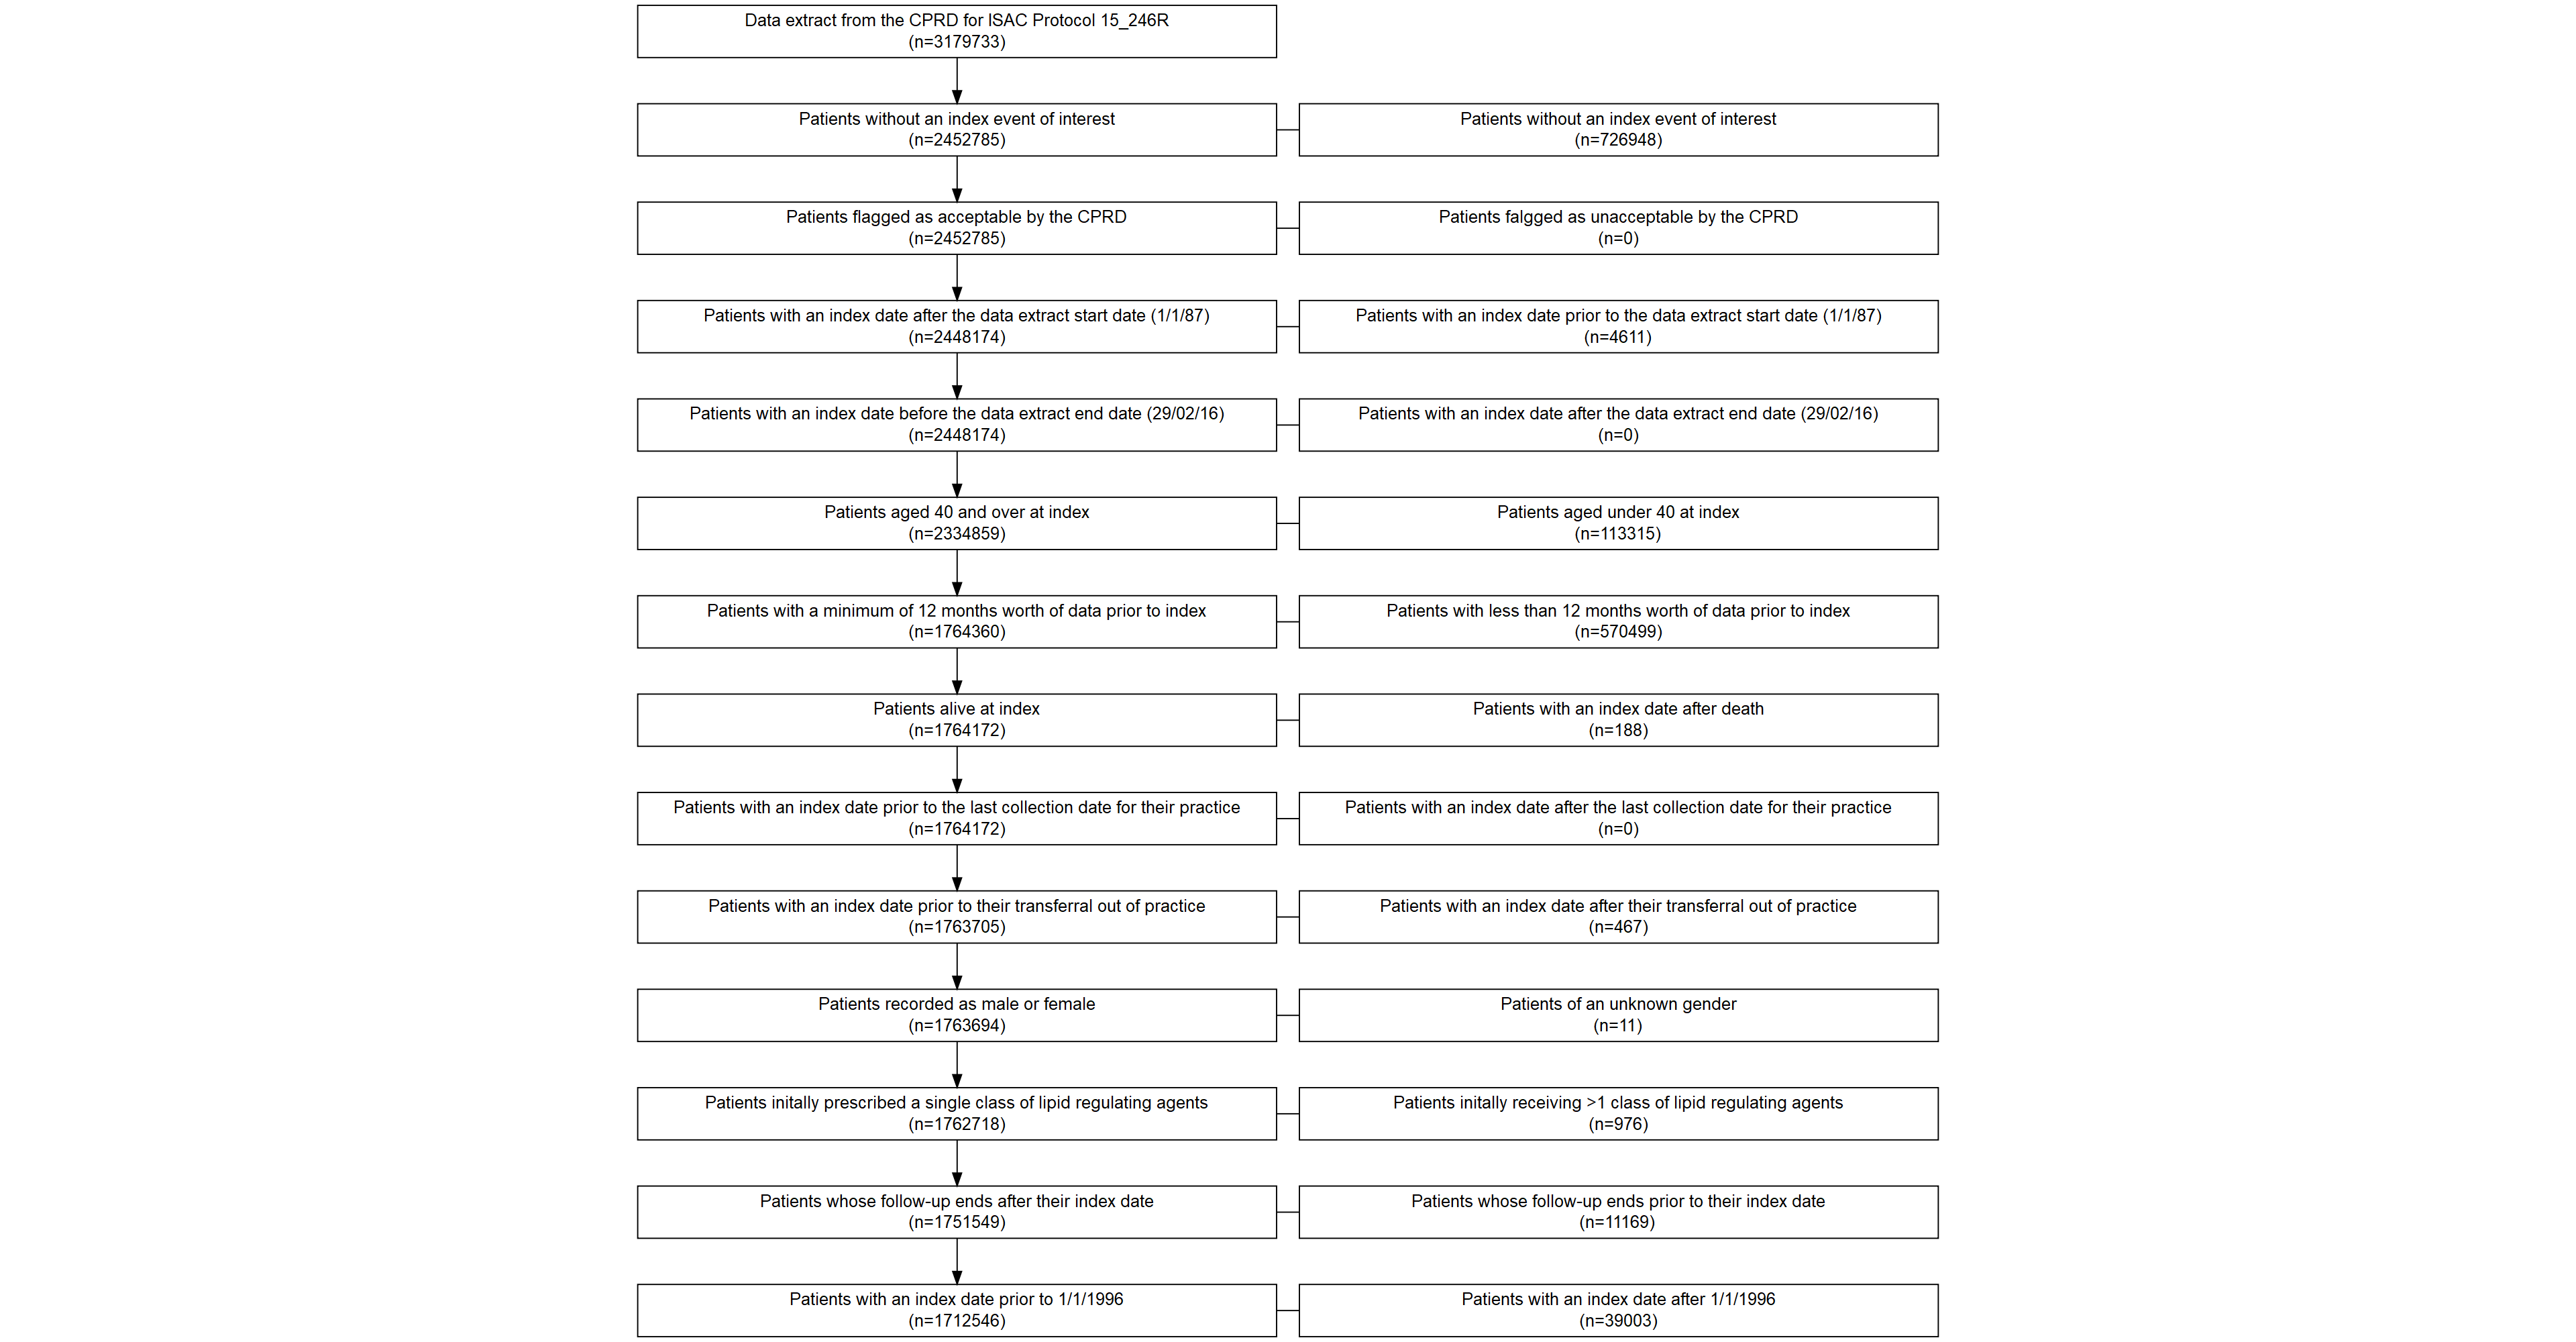 Data extract from the CPRD for ISAC Protocol 15_246R
(n=3179733)
Patients without an index event of interest
(n=2452785)
Patients without an index event of interest
(n=726948)
Patients flagged as acceptable by the CPRD
(n=2452785)
Patients falgged as unacceptable by the CPRD
(n=0)
Patients with an index date after the data extract start date (1/1/87)
(n=2448174)
Patients with an index date prior to the data extract start date (1/1/87)
(n=4611)
Patients with an index date before the data extract end date (29/02/16)
(n=2448174)
Patients with an index date after the data extract end date (29/02/16)
(n=0)
Patients aged 40 and over at index
(n=2334859)
Patients aged under 40 at index
(n=113315)
Patients with a minimum of 12 months worth of data prior to index
(n=1764360)
Patients with less than 12 months worth of data prior to index
(n=570499)
Patients alive at index
(n=1764172)
Patients with an index date after death
(n=188)
Patients with an index date prior to the last collection date for their practice
(n=1764172)
Patients with an index date after the last collection date for their practice
(n=0)
Patients with an index date prior to their transferral out of practice
(n=1763705)
Patients with an index date after their transferral out of practice
(n=467)
Patients recorded as male or female
(n=1763694)
Patients of an unknown gender
(n=11)
Patients initally prescribed a single class of lipid regulating agents
(n=1762718)
Patients initally receiving >1 class of lipid regulating agents
(n=976)
Patients whose follow-up ends after their index date
(n=1751549)
Patients whose follow-up ends prior to their index date
(n=11169)
Patients with an index date prior to 1/1/1996
(n=1712546)
Patients with an index date after 1/1/1996
(n=39003)